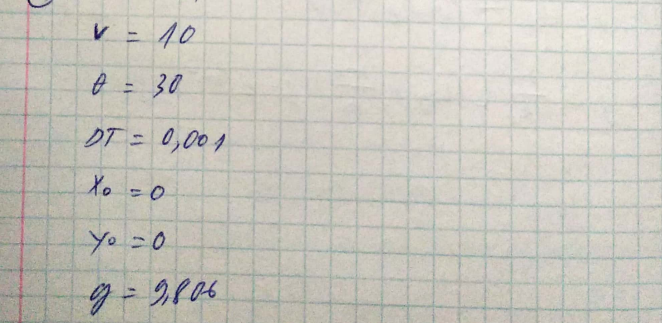 v = 10
θ = 30
DT = 0,001
x₀ = 0
y₀ = 0
g = 9,806